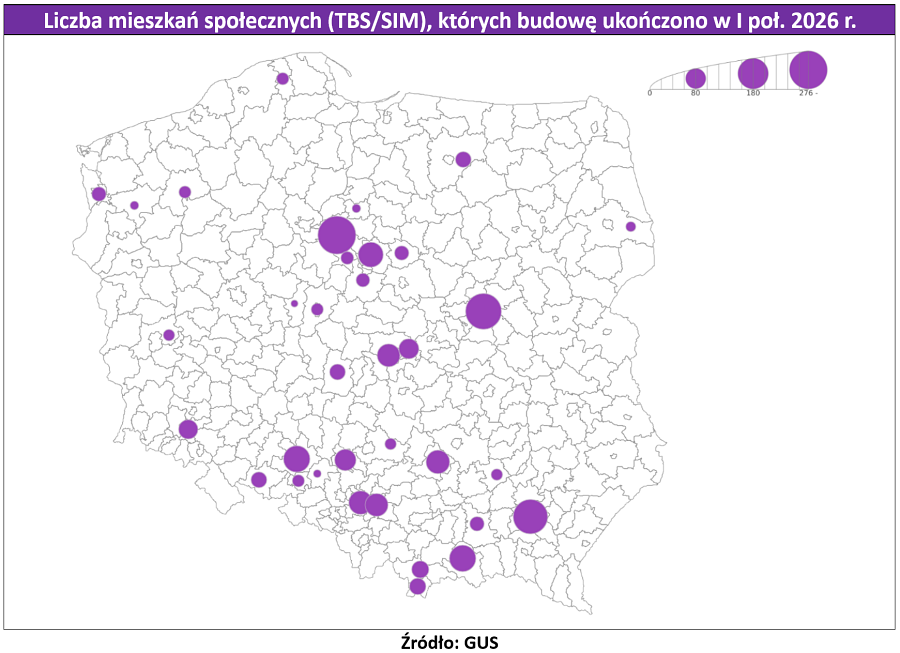 Liczba mieszkań społecznych (TBS/SIM), których budowę ukończono w I poł. 2026 r.
0 80 180 276 -
Źródło: GUS